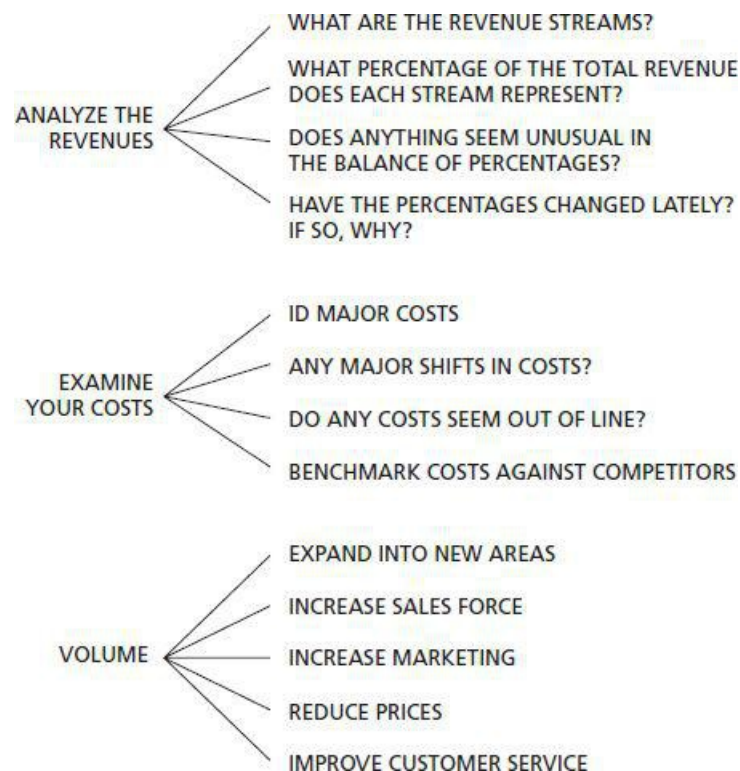 WHAT ARE THE REVENUE STREAMS?
WHAT PERCENTAGE OF THE TOTAL REVENUE
DOES EACH STREAM REPRESENT?
ANALYZE THE
REVENUES
DOES ANYTHING SEEM UNUSUAL IN
THE BALANCE OF PERCENTAGES?
HAVE THE PERCENTAGES CHANGED LATELY?
IF SO, WHY?
ID MAJOR COSTS
ANY MAJOR SHIFTS IN COSTS?
EXAMINE
YOUR COSTS
DO ANY COSTS SEEM OUT OF LINE?
BENCHMARK COSTS AGAINST COMPETITORS
EXPAND INTO NEW AREAS
INCREASE SALES FORCE
VOLUME
INCREASE MARKETING
REDUCE PRICES
IMPROVE CUSTOMER SERVICE